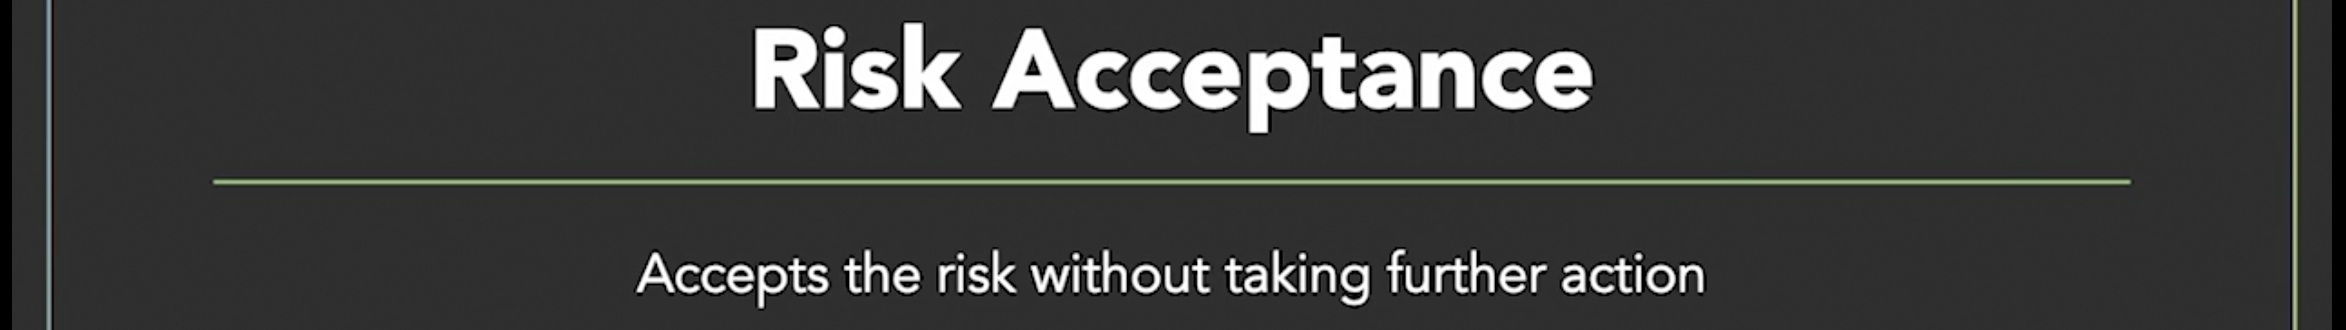 Risk Acceptance
Accepts the risk without taking further action